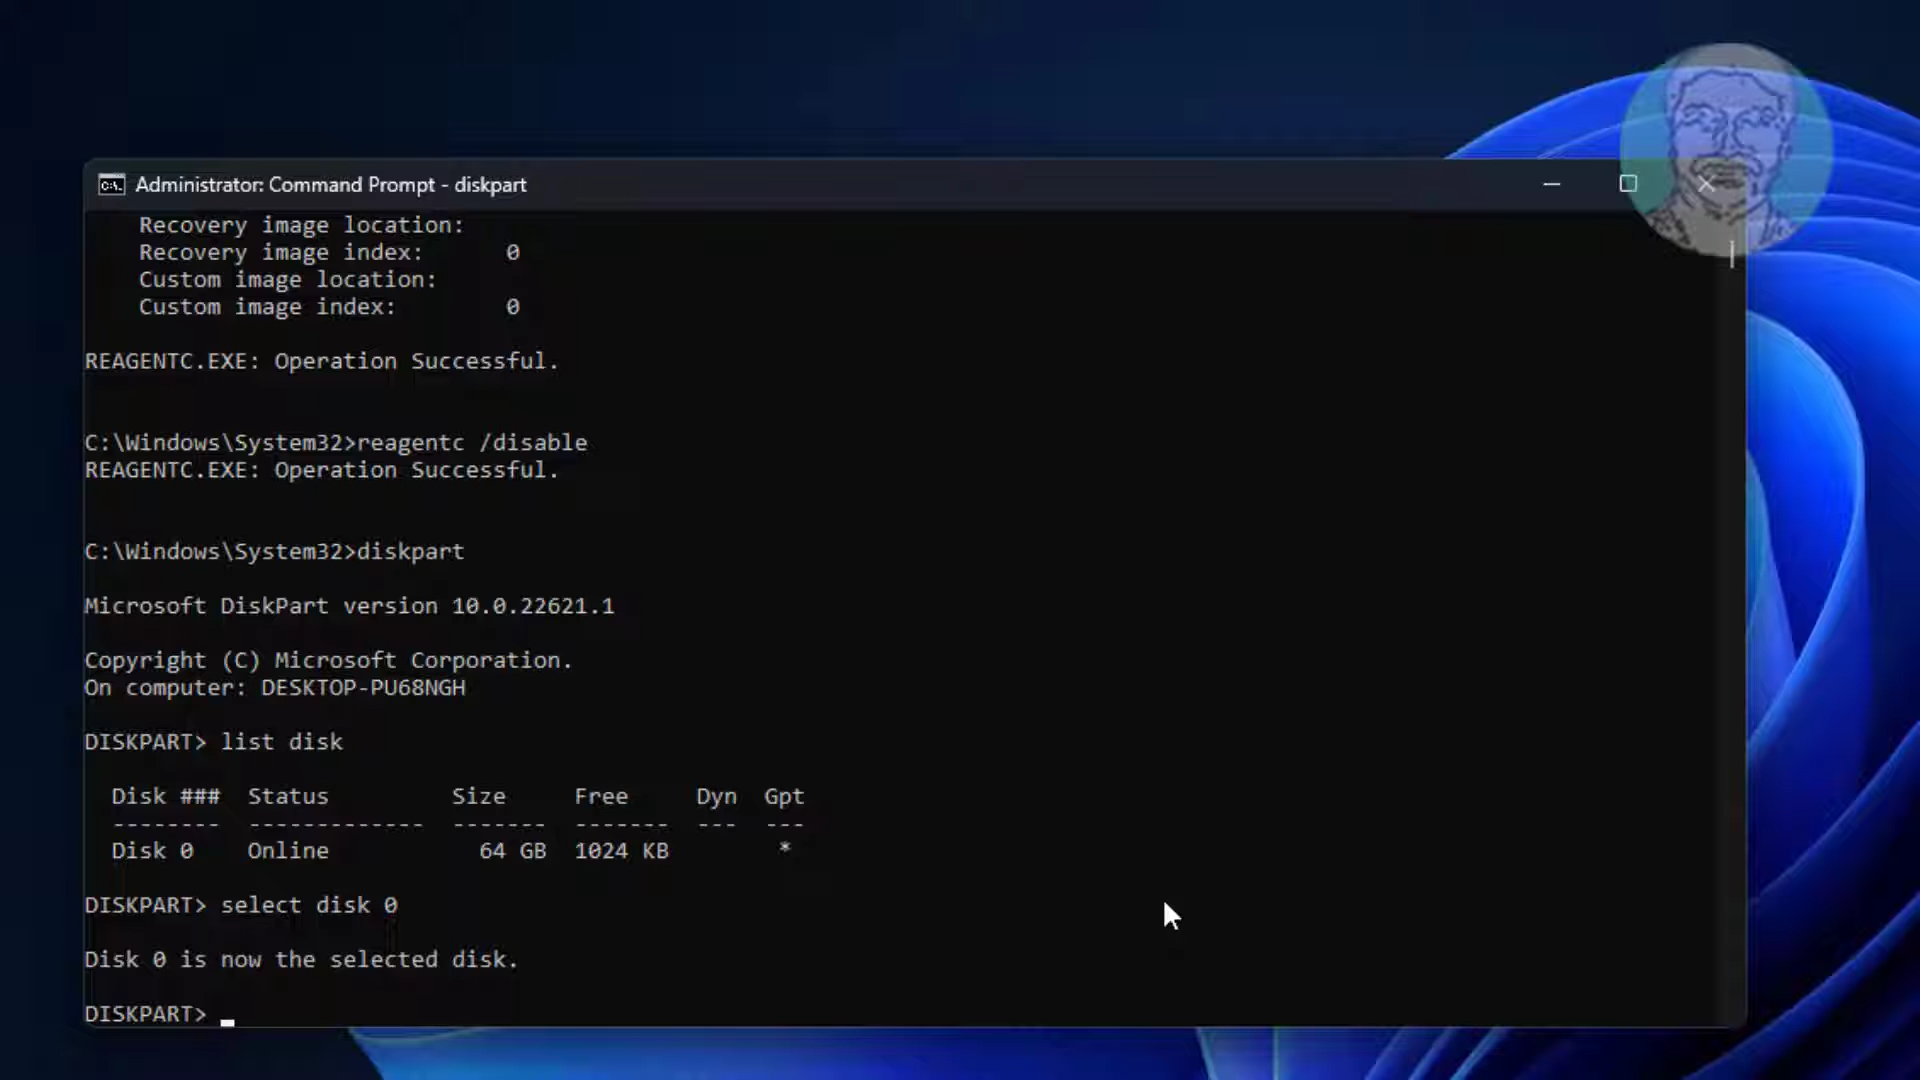 Administrator: Command Prompt - diskpart
Recovery image location:
Recovery image index: 0
Custom image location:
Custom image index: 0
REAGENTC.EXE: Operation Successful.
C:\Windows\System32>reagentc /disable
REAGENTC.EXE: Operation Successful.
C:\Windows\System32>diskpart
Microsoft DiskPart version 10.0.22621.1
Copyright (C) Microsoft Corporation.
On computer: DESKTOP-PU68NGH
DISKPART> list disk
Disk ### Status Size Free Dyn Gpt
-------- ------------- ------- ------- --- ---
Disk 0 Online 64 GB 1024 KB *
DISKPART> select disk 0
Disk 0 is now the selected disk.
DISKPART>